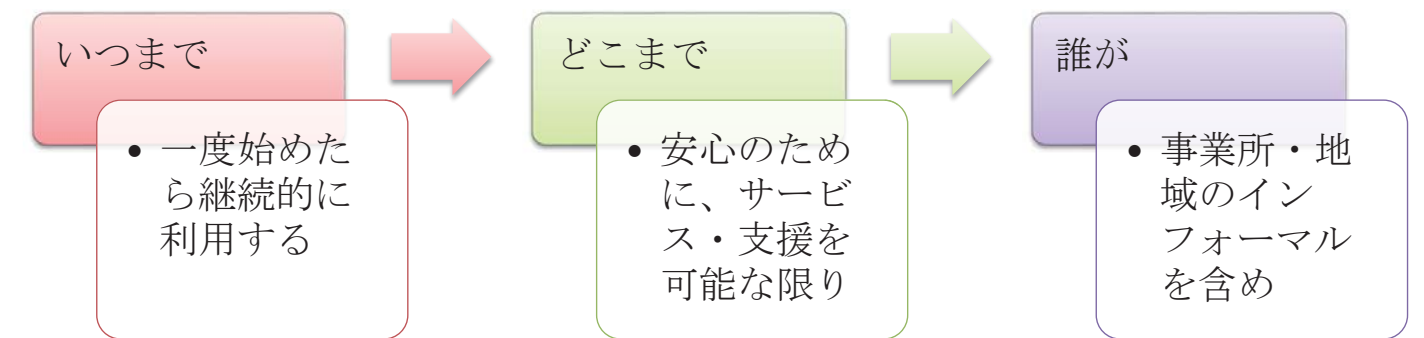 いつまで
• 一度始めた
ら継続的に
利用する
どこまで
• 安心のため
に、サービ
ス・支援を
可能な限り
誰が
• 事業所・地
域のイン
フォーマル
を含め